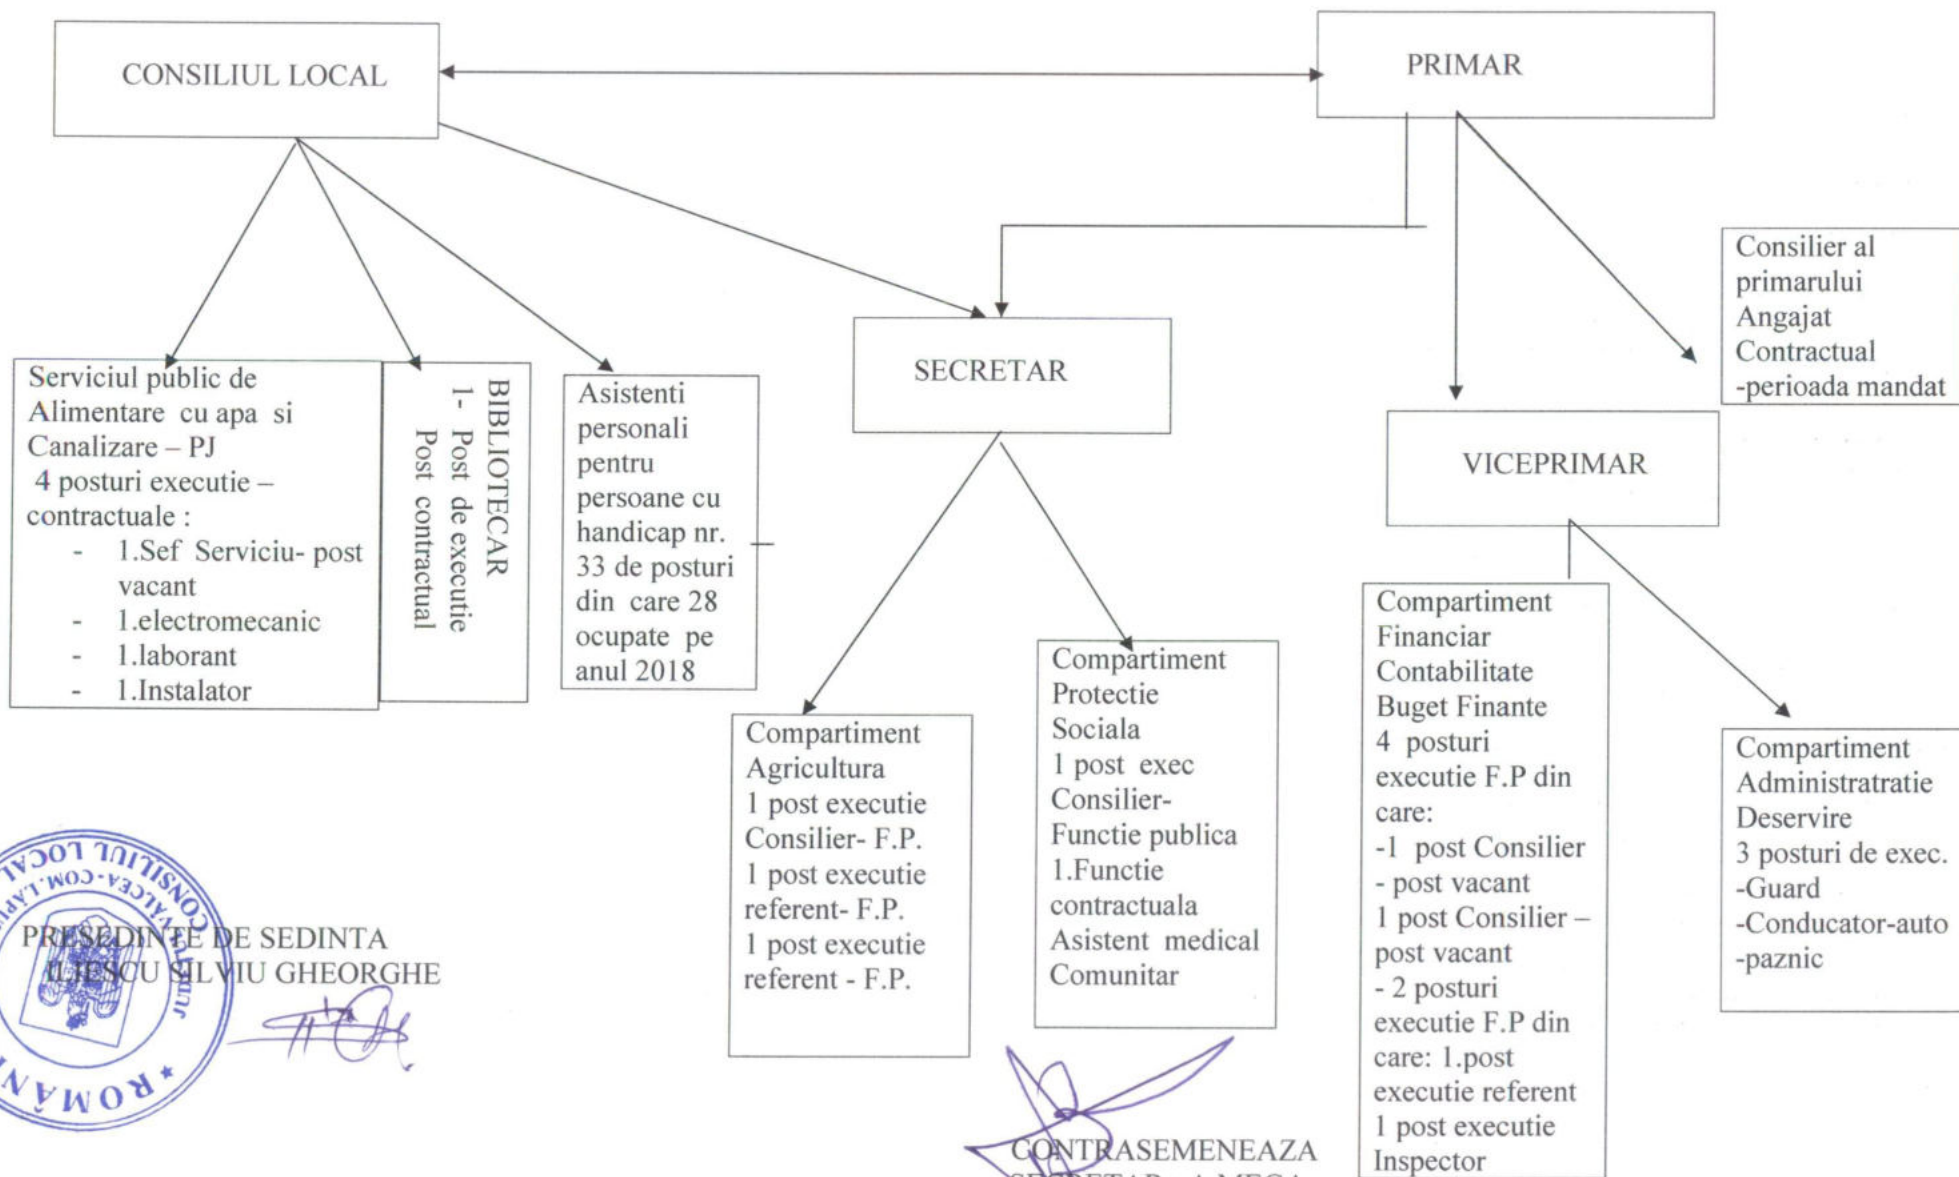 CONSILIUL LOCAL
PRIMAR
Consilier al
primarului
Angajat
Contractual
-perioada mandat
SECRETAR
VICEPRIMAR
Serviciul public de
Alimentare cu apa si
Canalizare – PJ
4 posturi executie –
contractuale :
- 1.Sef Serviciu- post
vacant
- 1.electromecanic
- 1.laborant
- 1.Instalator
BIBLIOTECAR
1- Post de executie
Post contractual
Asistenti
personali
pentru
persoane cu
handicap nr.
33 de posturi
din care 28
ocupate pe
anul 2018
Compartiment
Agricultura
1 post executie
Consilier- F.P.
1 post executie
referent- F.P.
1 post executie
referent - F.P.
Compartiment
Protectie
Sociala
1 post exec
Consilier-
Functie publica
1.Functie
contractuala
Asistent medical
Comunitar
Compartiment
Financiar
Contabilitate
Buget Finante
4 posturi
executie F.P din
care:
-1 post Consilier
- post vacant
1 post Consilier –
post vacant
- 2 posturi
executie F.P din
care: 1.post
executie referent
1 post executie
Inspector
Compartiment
Administratratie
Deservire
3 posturi de exec.
-Guard
-Conducator-auto
-paznic
PRESEDINTE DE SEDINTA
ILIESCU SILVIU GHEORGHE
CONSILIUL LOCAL
JUDEȚUL VÂLCEA-COM.
CONTRASEMENEAZA